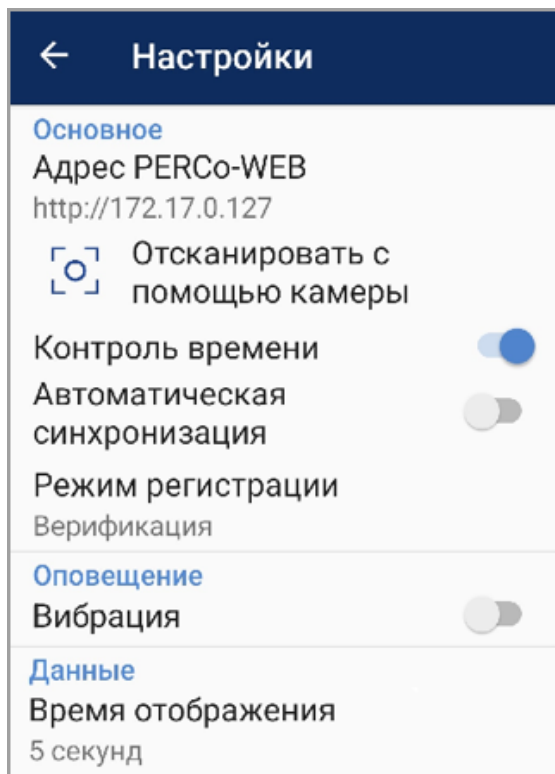 Настройки
Основное
Адрес PERCo-WEB
http://172.17.0.127
Отсканировать с
помощью камеры
Контроль времени
Автоматическая
синхронизация
Режим регистрации
Верификация
Оповещение
Вибрация
Данные
Время отображения
5 секунд